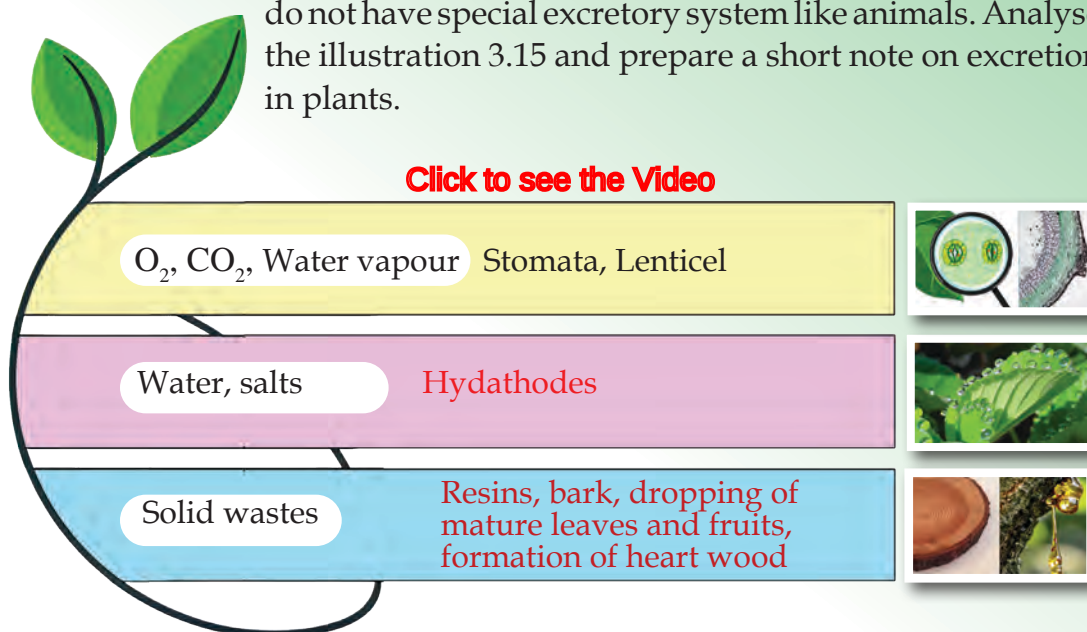 do not have special excretory system like animals. Analys
the illustration 3.15 and prepare a short note on excretion
in plants.
Click to see the Video
O₂, CO₂, Water vapour Stomata, Lenticel
Water, salts Hydathodes
Solid wastes
Resins, bark, dropping of
mature leaves and fruits,
formation of heart wood